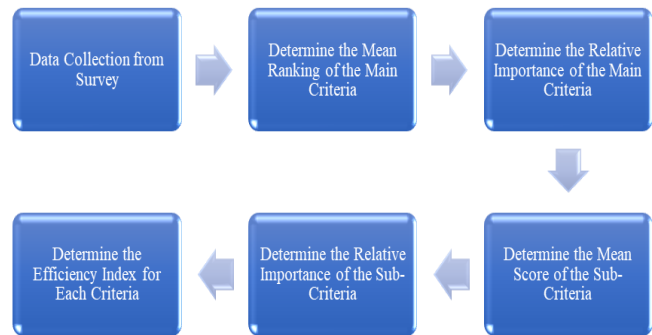 Data Collection from
Survey
Determine the Mean
Ranking of the Main
Criteria
Determine the Relative
Importance of the Main
Criteria
Determine the Mean
Score of the Sub-
Criteria
Determine the Relative
Importance of the Sub-
Criteria
Determine the
Efficiency Index for
Each Criteria